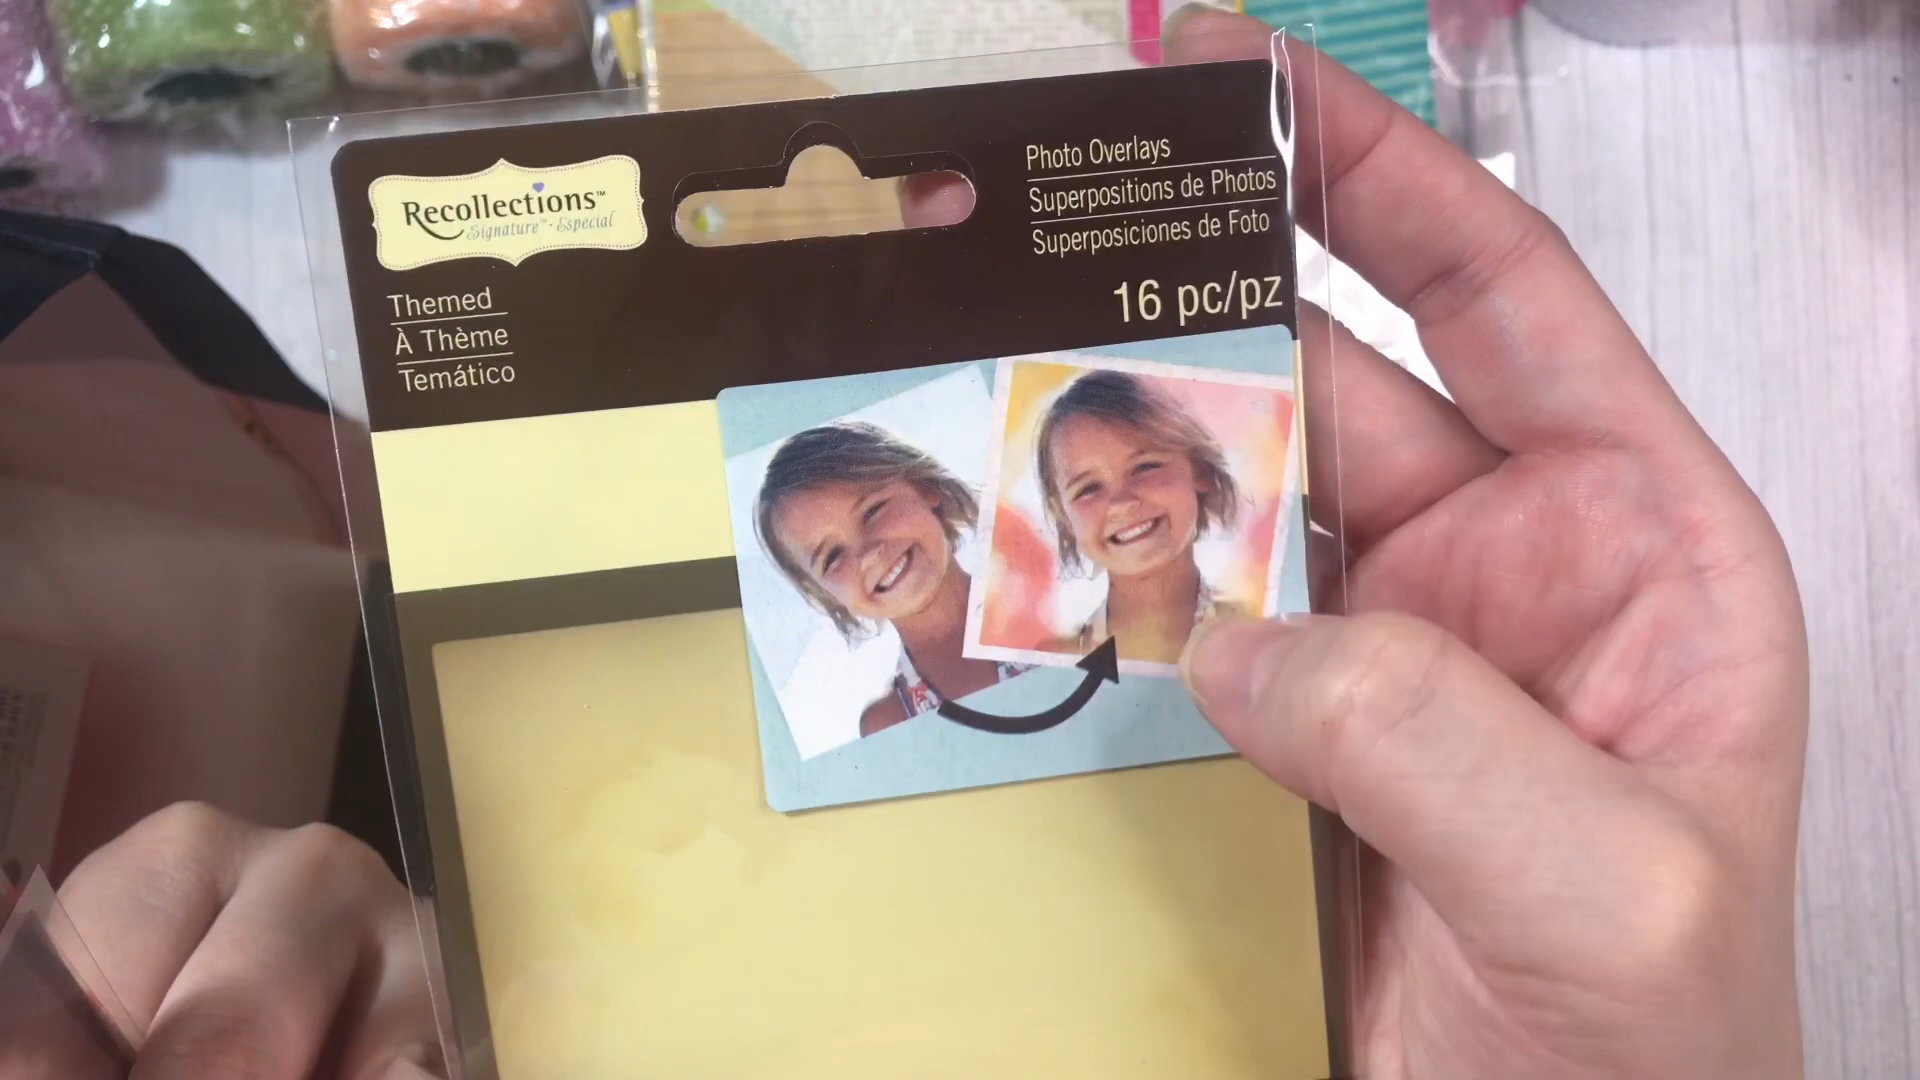 Recollections™
Signature™ · Especial
Themed
À Thème
Temático
Photo Overlays
Superpositions de Photos
Superposiciones de Foto
16 pc/pz